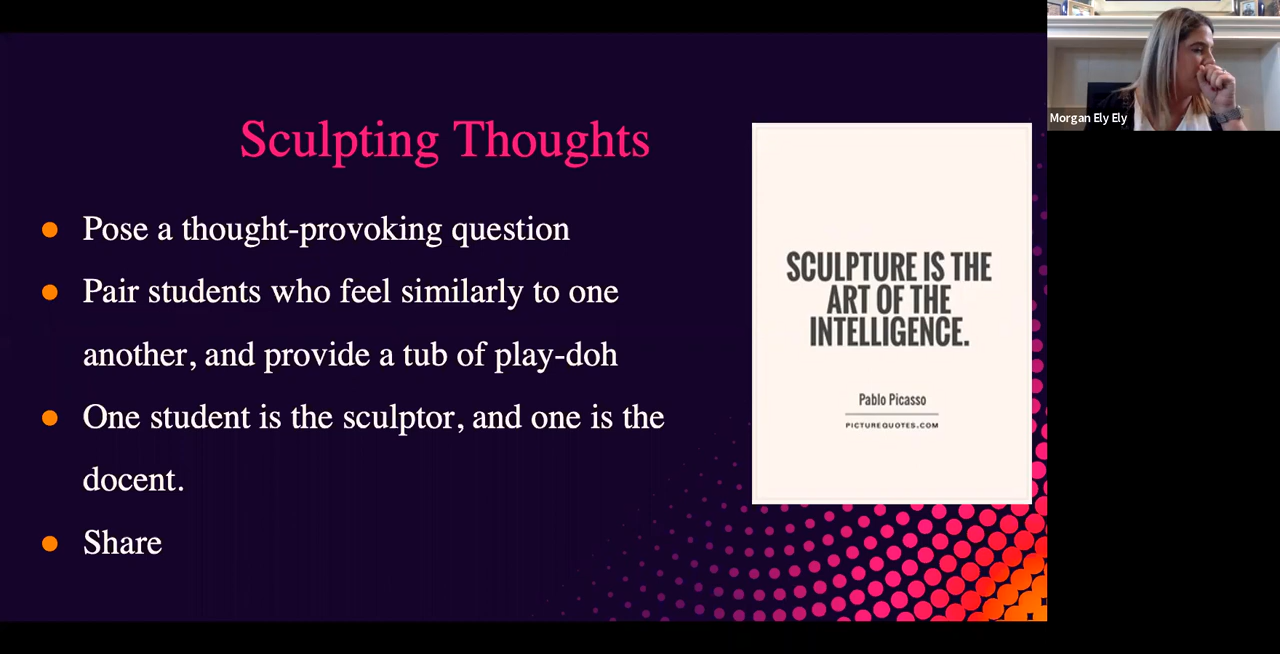 Sculpting Thoughts
Pose a thought-provoking question
Pair students who feel similarly to one
another, and provide a tub of play-doh
One student is the sculptor, and one is the
docent.
Share
SCULPTURE IS THE
ART OF THE
INTELLIGENCE.
Pablo Picasso
PICTUREQUOTES.COM
Morgan Ely Ely